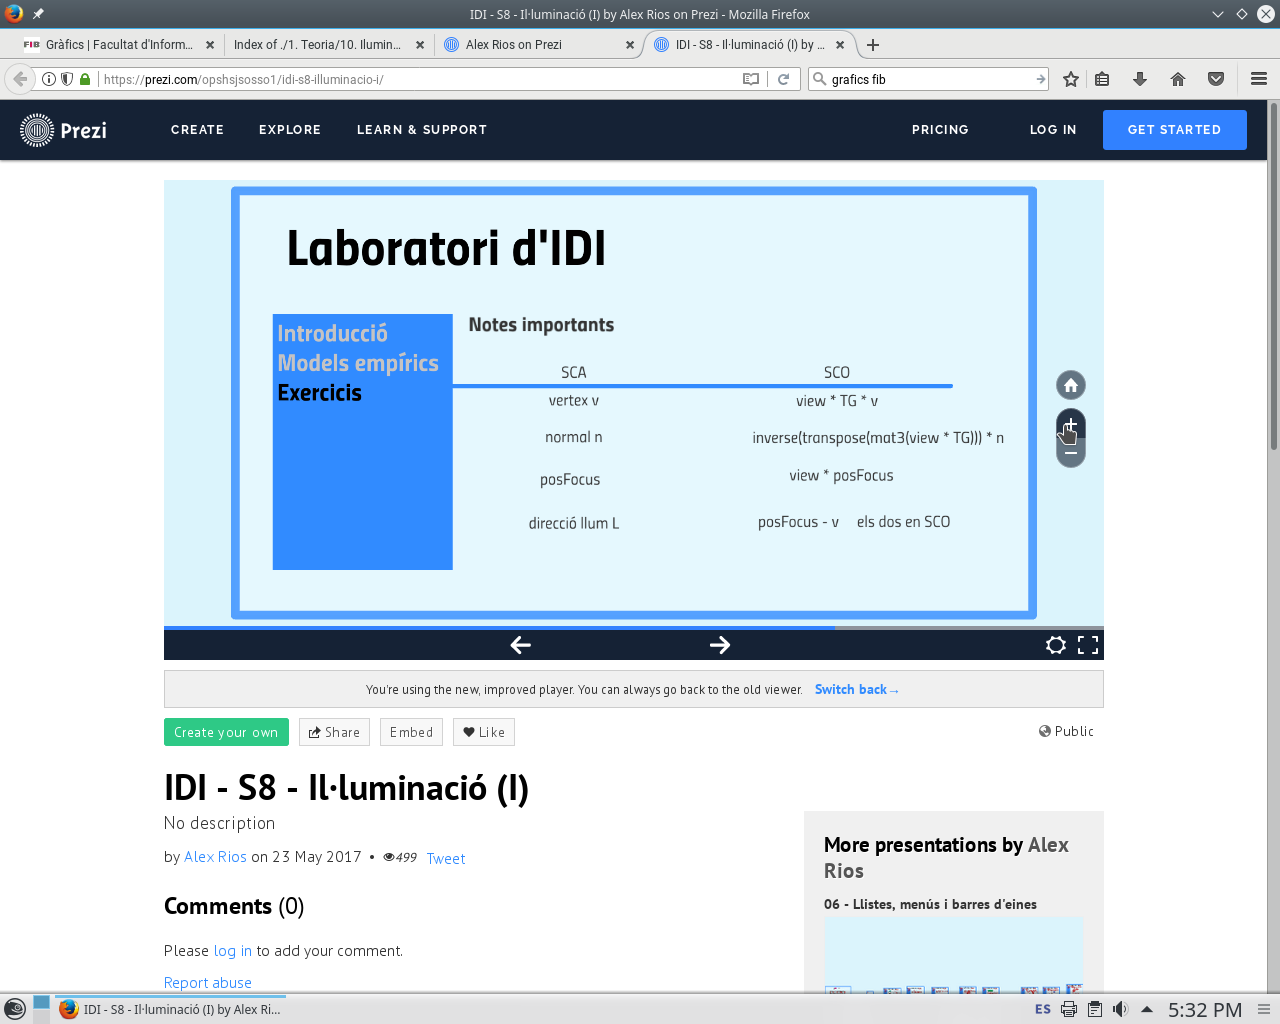 IDI - S8 - Il·luminació (I) by Alex Rios on Prezi - Mozilla Firefox
FIB Gràfics | Facultat d'Inform...
Index of ./1. Teoria/10. Ilumin...
Alex Rios on Prezi
IDI - S8 - Il·luminació (I) by ...
https://prezi.com/opshsjsosso1/idi-s8-illuminacio-i/
grafics fib
Prezi
CREATE
EXPLORE
LEARN & SUPPORT
PRICING
LOG IN
GET STARTED
Laboratori d'IDI
Introducció
Models empírics
Exercicis
Notes importants
SCA SCO
vertex v view * TG * v
normal n inverse(transpose(mat3(view * TG))) * n
posFocus view * posFocus
direcció llum L posFocus - v els dos en SCO
You're using the new, improved player. You can always go back to the old viewer. Switch back→
Create your own
Share
Embed
Like
Public
IDI - S8 - Il·luminació (I)
No description
by Alex Rios on 23 May 2017 • 499 Tweet
Comments (0)
Please log in to add your comment.
Report abuse
More presentations by Alex
Rios
06 - Llistes, menús i barres d'eines
IDI - S8 - Il·luminació (I) by Alex Ri...
ES
5:32 PM